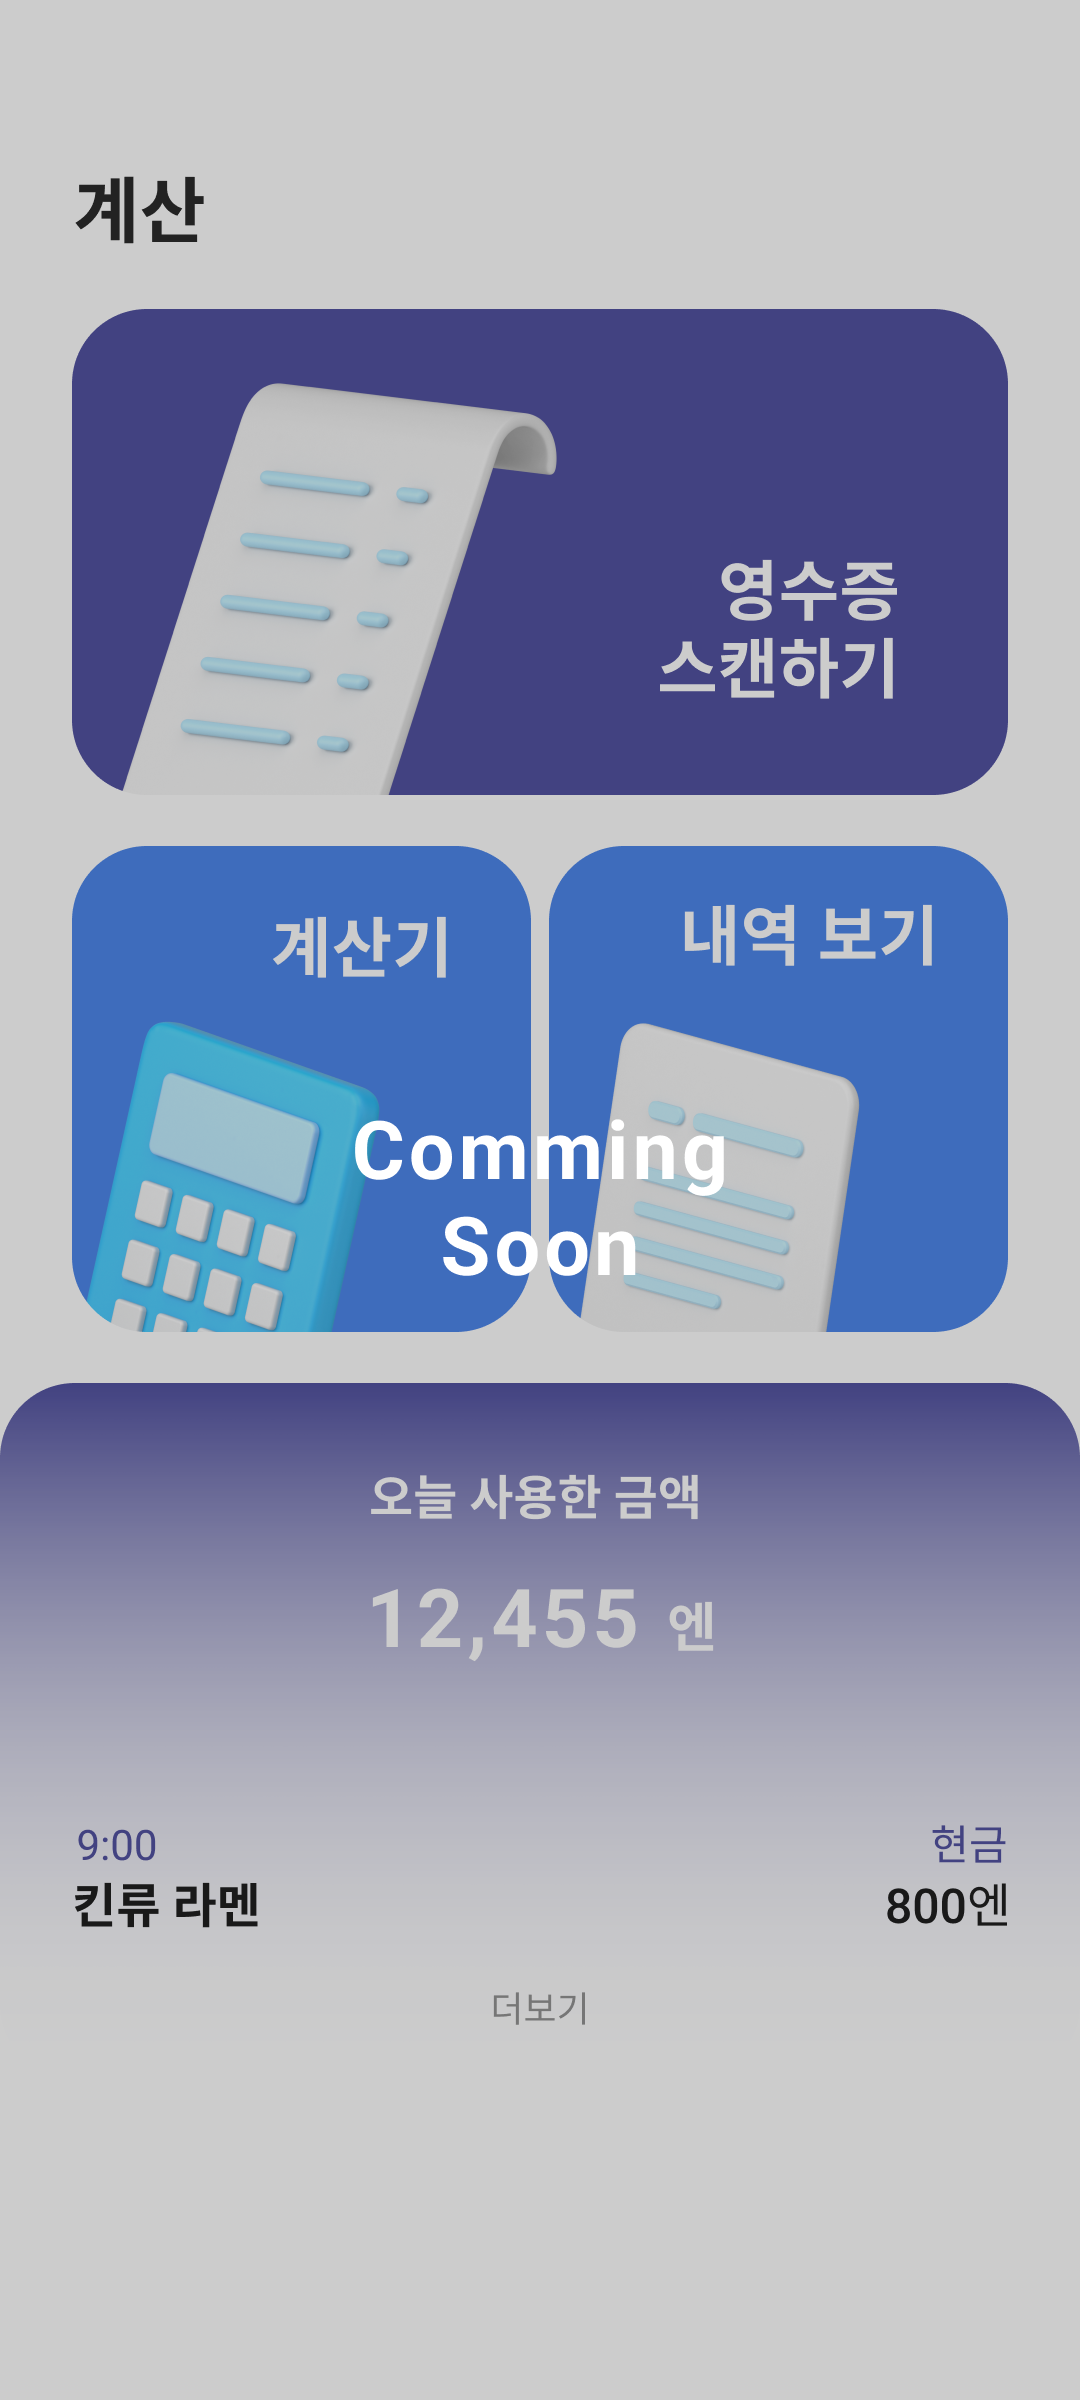 계산
영수증
스캔하기
계산기
내역 보기
Comming
Soon
오늘 사용한 금액
12,455 엔
9:00
현금
킨류 라멘
800엔
더보기